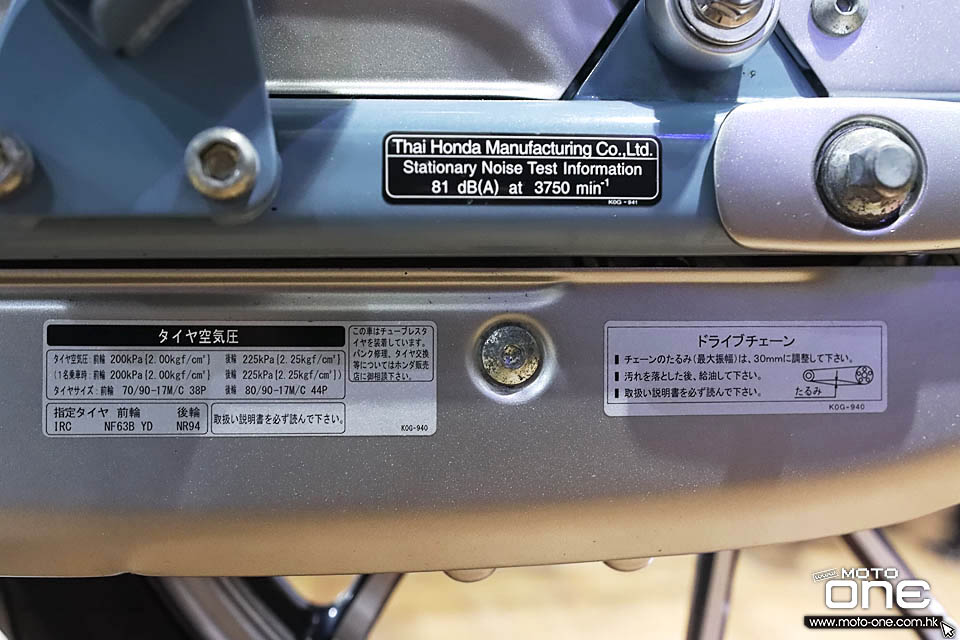 Thai Honda Manufacturing Co.,Ltd.
Stationary Noise Test Information
81 dB(A) at 3750 min⁻¹
K0G-941
タイヤ空気圧
タイヤ空気圧:前輪 200kPa[2.00kgf/cm²] 後輪 225kPa[2.25kgf/cm²]
(1名乗車時:前輪 200kPa[2.00kgf/cm²] 後輪 225kPa[2.25kgf/cm²])
タイヤサイズ:前輪 70/90-17M/C 38P 後輪 80/90-17M/C 44P
この車はチューブレスタ
イヤを装着しています。
パンク修理、タイヤ交換
等についてはホンダ販売
店に御相談下さい。
指定タイヤ 前輪 後輪
IRC NF63B YD NR94
取扱い説明書を必ず読んで下さい。
K0G-940
ドライブチェーン
チェーンのたるみ(最大振幅)は、30mmに調整して下さい。
汚れを落とした後、給油して下さい。
取扱い説明書を必ず読んで下さい。
たるみ
K0G-940
www.
MOTO
one
.com.hk
www.moto-one.com.hk